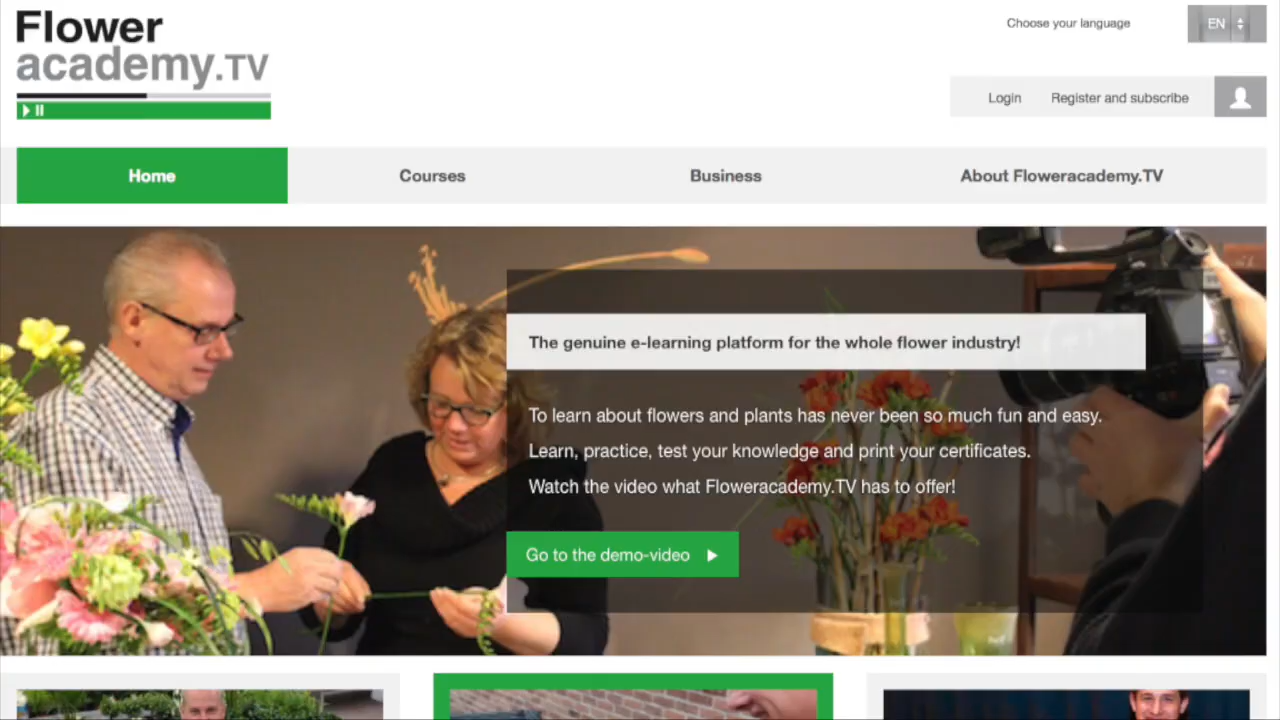 Flower
academy.TV
Choose your language
EN
Login
Register and subscribe
Home
Courses
Business
About Floweracademy.TV
The genuine e-learning platform for the whole flower industry!
To learn about flowers and plants has never been so much fun and easy.
Learn, practice, test your knowledge and print your certificates.
Watch the video what Floweracademy.TV has to offer!
Go to the demo-video